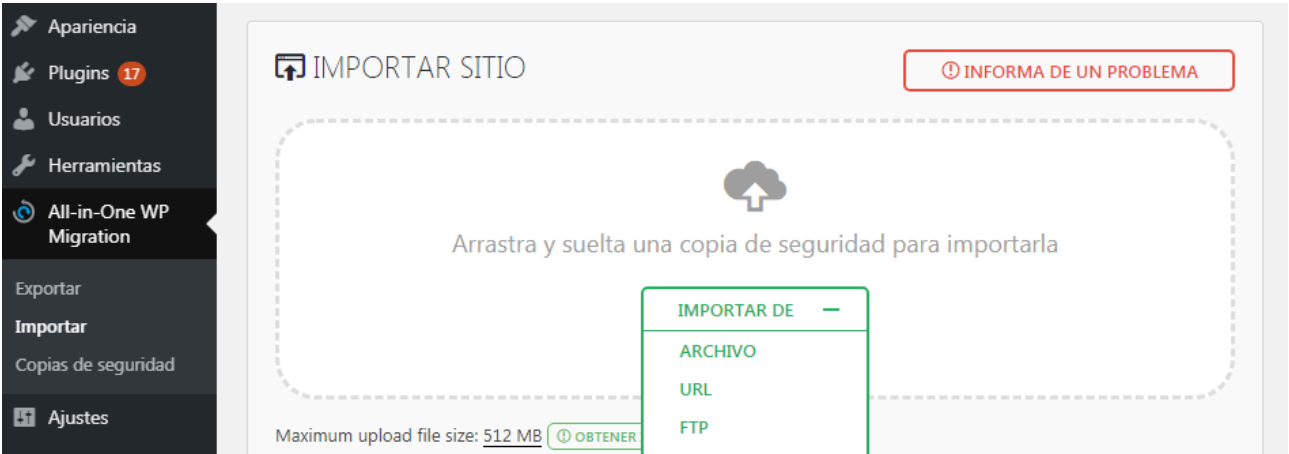 Apariencia
Plugins 17
Usuarios
Herramientas
All-in-One WP
Migration
Exportar
Importar
Copias de seguridad
Ajustes
IMPORTAR SITIO
INFORMA DE UN PROBLEMA
Arrastra y suelta una copia de seguridad para importarla
IMPORTAR DE
ARCHIVO
URL
FTP
Maximum upload file size: 512 MB OBTENER